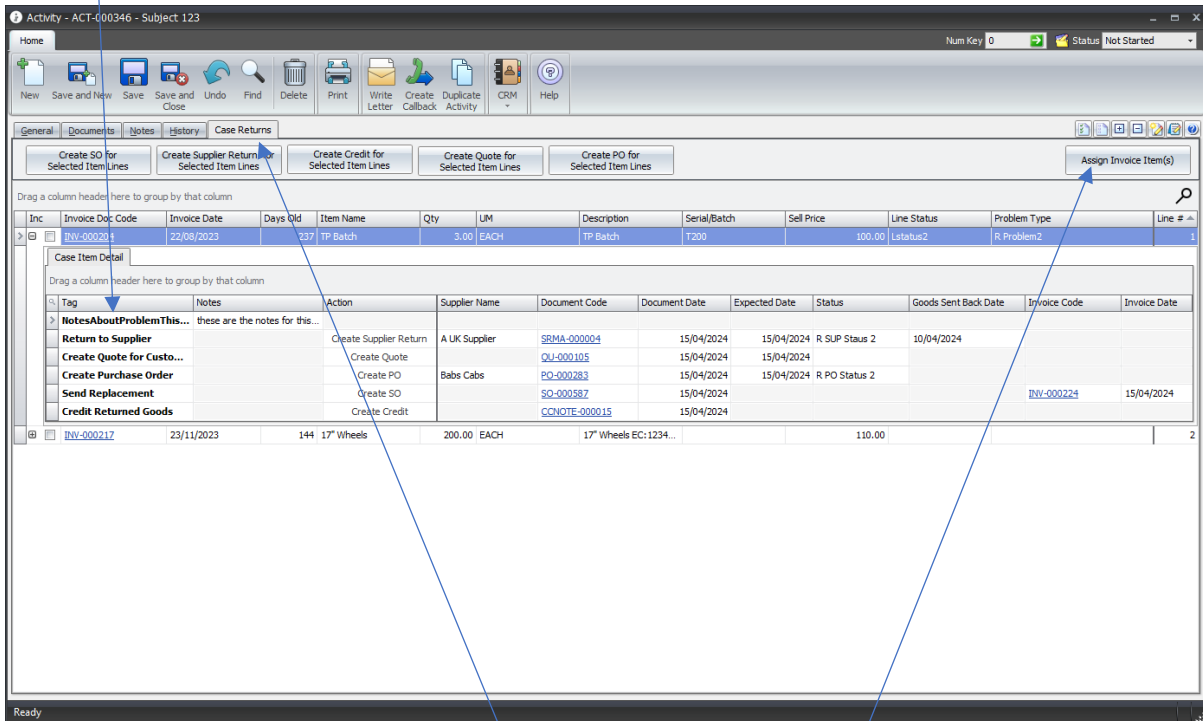 Activity - ACT-000346 - Subject 123
Home
Num Key 0 Status Not Started
New Save and New Save Save and Close Undo Find Delete Print Write Letter Create Callback Duplicate Activity CRM Help
General Documents Notes History Case Returns
Create SO for Selected Item Lines
Create Supplier Return for Selected Item Lines
Create Credit for Selected Item Lines
Create Quote for Selected Item Lines
Create PO for Selected Item Lines
Assign Invoice Item(s)
Drag a column header here to group by that column
Inc Invoice Doc Code Invoice Date Days Old Item Name Qty UM Description Serial/Batch Sell Price Line Status Problem Type Line #
INV-000204 22/08/2023 237 TP Batch 3.00 EACH TP Batch T200 100.00 Lstatus2 R Problem2 1
Case Item Detail
Drag a column header here to group by that column
Tag Notes Action Supplier Name Document Code Document Date Expected Date Status Goods Sent Back Date Invoice Code Invoice Date
NotesAboutProblemThis... these are the notes for this...
Return to Supplier Create Supplier Return A UK Supplier SRMA-000004 15/04/2024 15/04/2024 R SUP Staus 2 10/04/2024
Create Quote for Custo... Create Quote QU-000105 15/04/2024 15/04/2024
Create Purchase Order Create PO Babs Cabs PO-000283 15/04/2024 15/04/2024 R PO Status 2
Send Replacement Create SO SO-000587 15/04/2024 INV-000224 15/04/2024
Credit Returned Goods Create Credit CCNOTE-000015 15/04/2024
INV-000217 23/11/2023 144 17" Wheels 200.00 EACH 17" Wheels EC:1234... 110.00 2
Ready